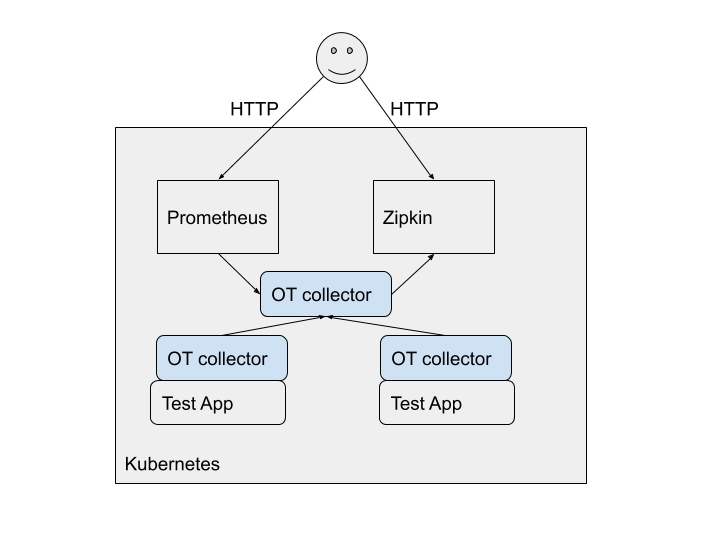 HTTP
HTTP
Prometheus
Zipkin
OT collector
OT collector
OT collector
Test App
Test App
Kubernetes